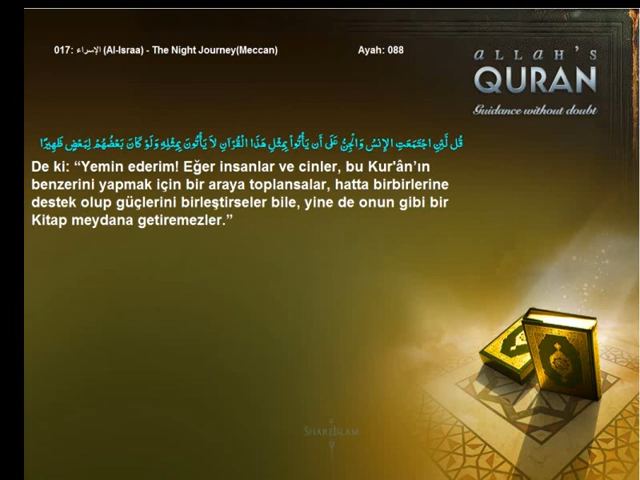 017: الإسراء (Al-Israa) - The Night Journey(Meccan) Ayah: 088
ALLAH'S
QURAN
Guidance without doubt
قُل لَّئِنِ اجْتَمَعَتِ الإِنسُ وَالْجِنُّ عَلَى أَن يَأْتُواْ بِمِثْلِ هَذَا الْقُرْآنِ لاَ يَأْتُونَ بِمِثْلِهِ وَلَوْ كَانَ بَعْضُهُمْ لِبَعْضٍ ظَهِيرًا
De ki: “Yemin ederim! Eğer insanlar ve cinler, bu Kur'ân’ın
benzerini yapmak için bir araya toplansalar, hatta birbirlerine
destek olup güçlerini birleştirseler bile, yine de onun gibi bir
Kitap meydana getiremezler.”
SHAREISLAM